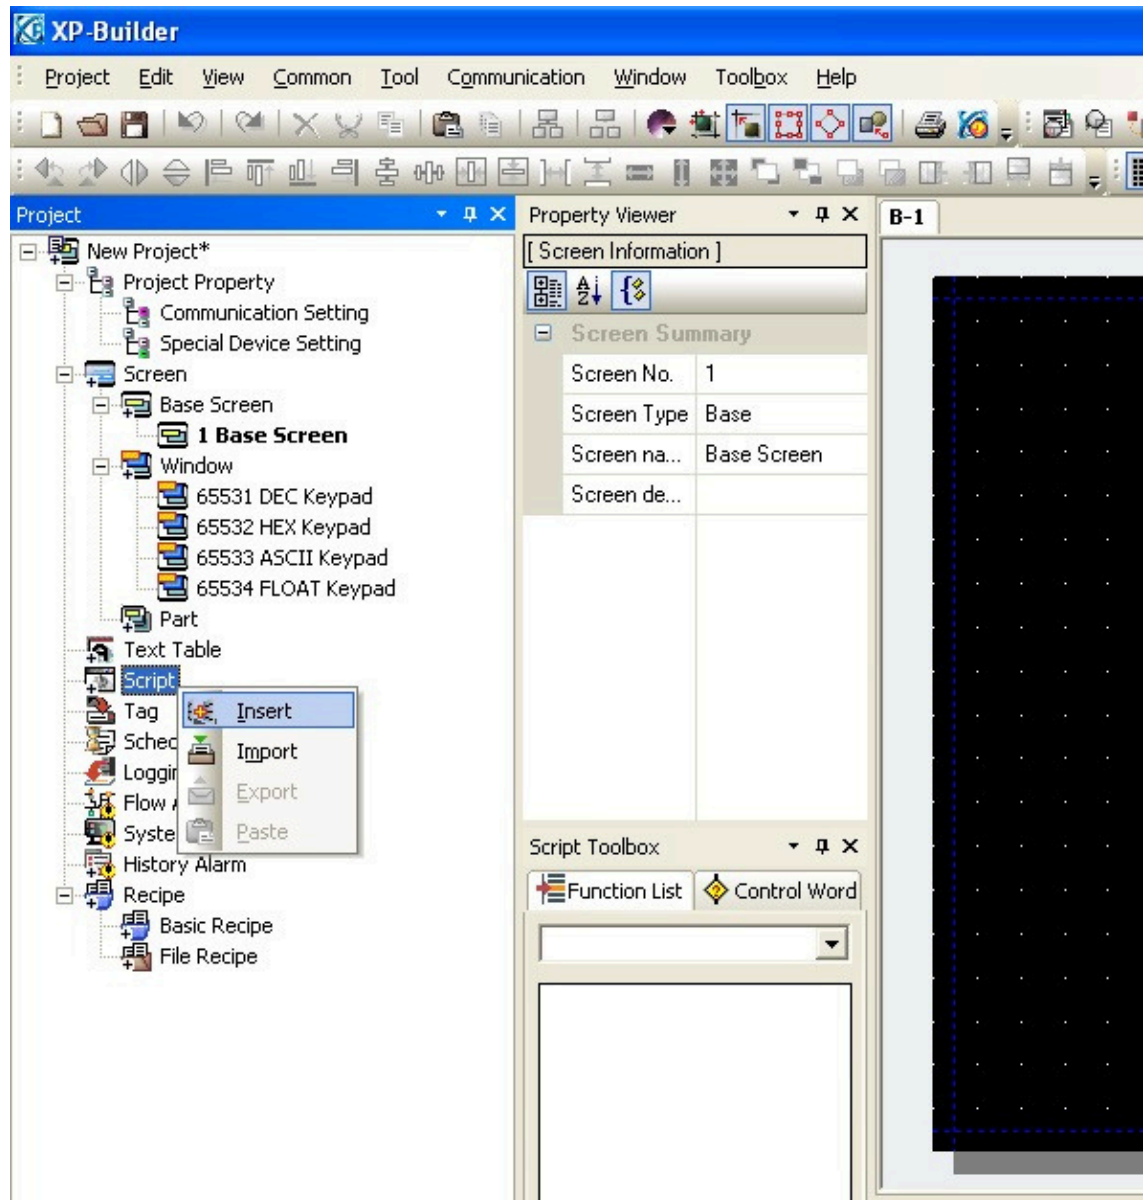 XP-Builder
Project Edit View Common Tool Communication Window Toolbox Help
Project
New Project*
Project Property
Communication Setting
Special Device Setting
Screen
Base Screen
1 Base Screen
Window
65531 DEC Keypad
65532 HEX Keypad
65533 ASCII Keypad
65534 FLOAT Keypad
Part
Text Table
Script
Tag
Sched
Loggin
Flow
Syste
History Alarm
Recipe
Basic Recipe
File Recipe
Insert
Import
Export
Paste
Property Viewer
[ Screen Information ]
Screen Summary
Screen No. 1
Screen Type Base
Screen na... Base Screen
Screen de...
Script Toolbox
Function List Control Word
B-1